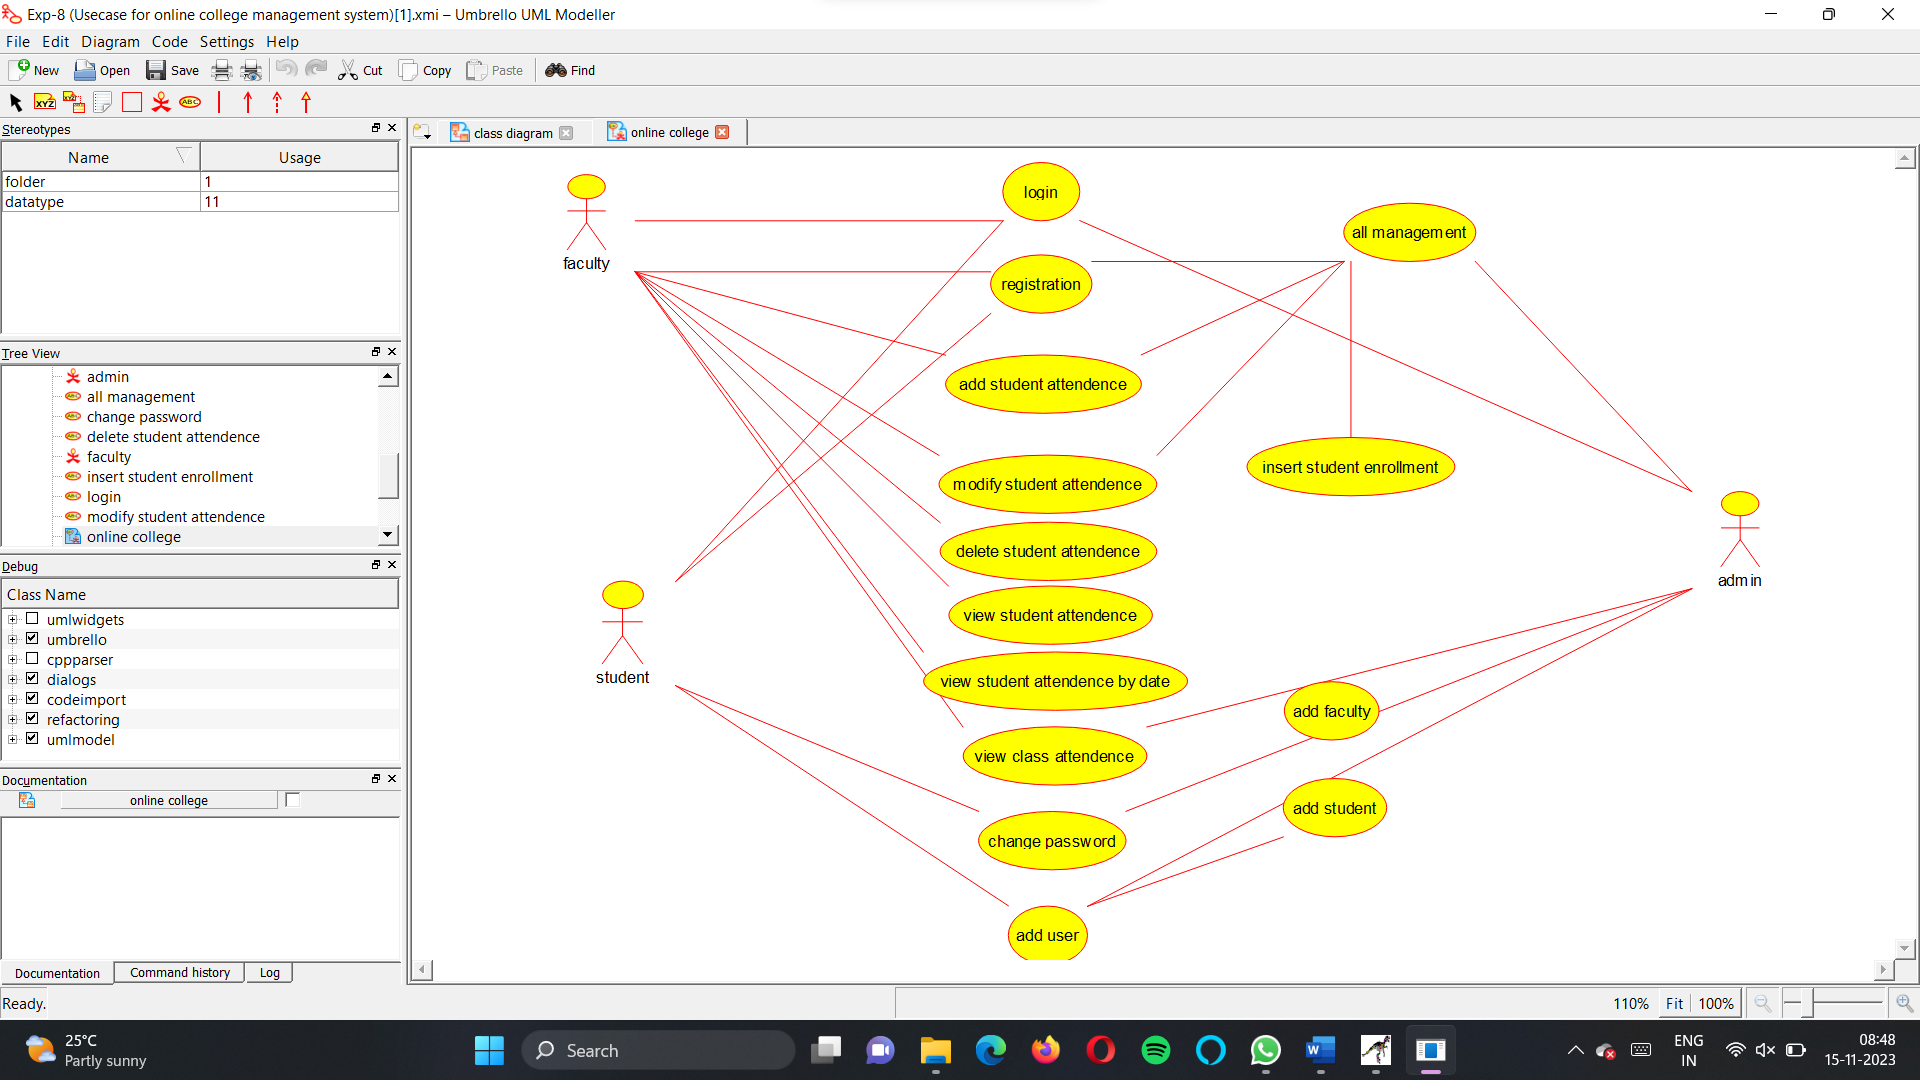 Exp-8 (Usecase for online college management system)[1].xmi – Umbrello UML Modeller
File Edit Diagram Code Settings Help
New Open Save Cut Copy Paste Find
XYZ XYZ ABC
Stereotypes
Name Usage
folder 1
datatype 11
Tree View
admin
all management
change password
delete student attendence
faculty
insert student enrollment
login
modify student attendence
online college
Debug
Class Name
umlwidgets
umbrello
cppparser
dialogs
codeimport
refactoring
umlmodel
Documentation
online college
Documentation Command history Log
class diagram online college
login
all management
faculty
registration
add student attendence
insert student enrollment
modify student attendence
delete student attendence
admin
view student attendence
student
view student attendence by date
add faculty
view class attendence
add student
change password
add user
Ready.
110% Fit 100%
25°C
Partly sunny
Search
ENG
IN
08:48
15-11-2023